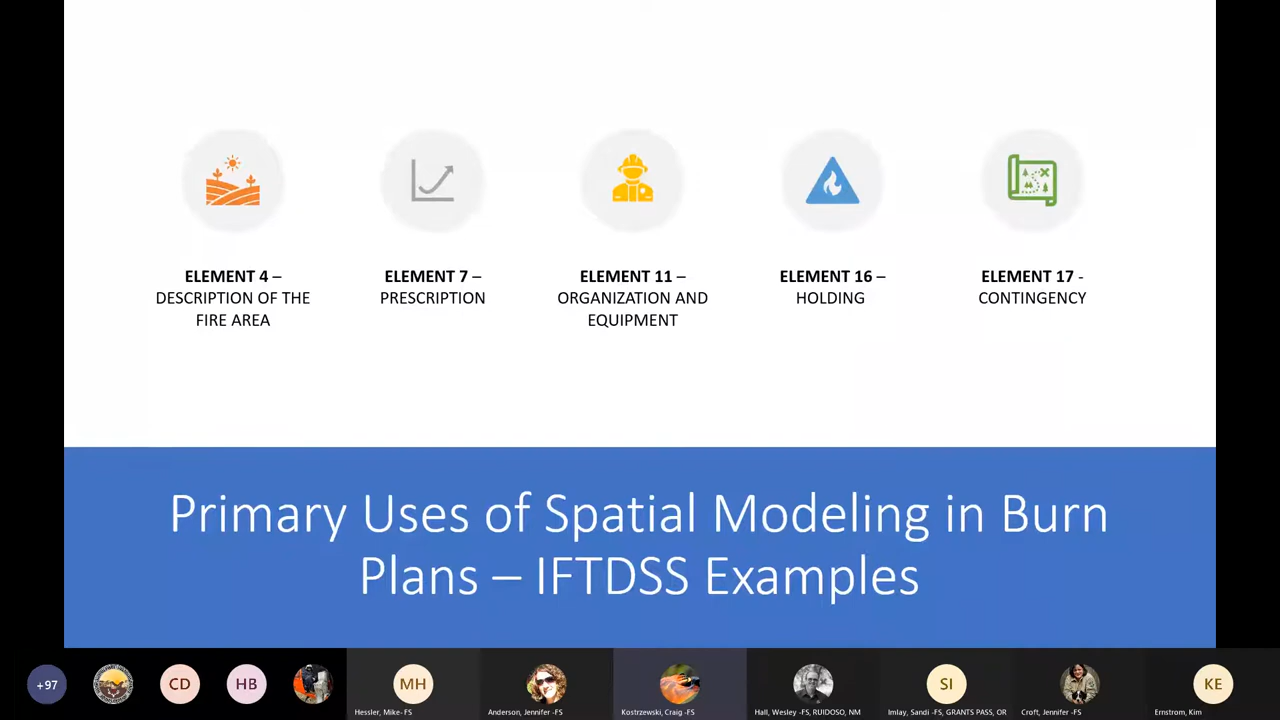 ELEMENT 4 –
DESCRIPTION OF THE
FIRE AREA
ELEMENT 7 –
PRESCRIPTION
ELEMENT 11 –
ORGANIZATION AND
EQUIPMENT
ELEMENT 16 –
HOLDING
ELEMENT 17 -
CONTINGENCY
Primary Uses of Spatial Modeling in Burn
Plans – IFTDSS Examples
+97
CD
HB
MH
SI
KE
Hessler, Mike- FS
Anderson, Jennifer -FS
Kostrzewski, Craig -FS
Hall, Wesley -FS, RUIDOSO, NM
Imlay, Sandi -FS, GRANTS PASS, OR
Croft, Jennifer -FS
Ernstrom, Kim